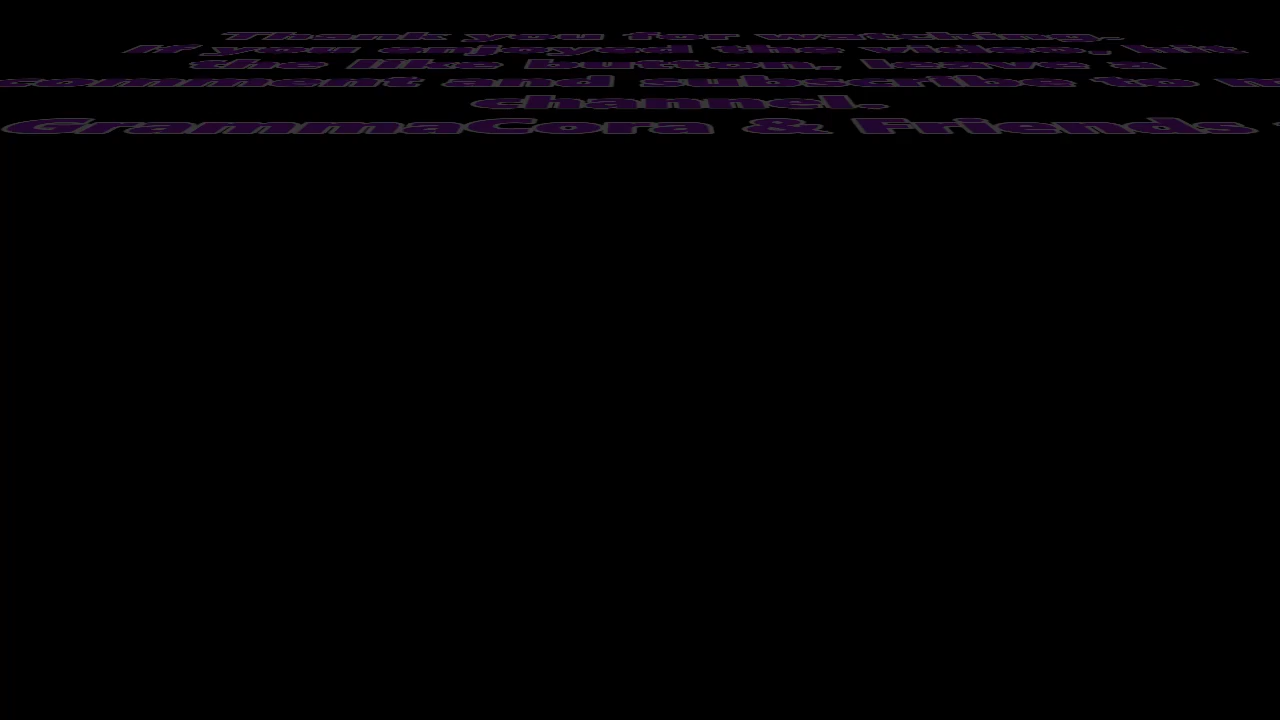 Thank you for watching.
If you enjoyed the video, hit
the like button, leave a
comment and subscribe to
channel.
GrammaCora & Friends